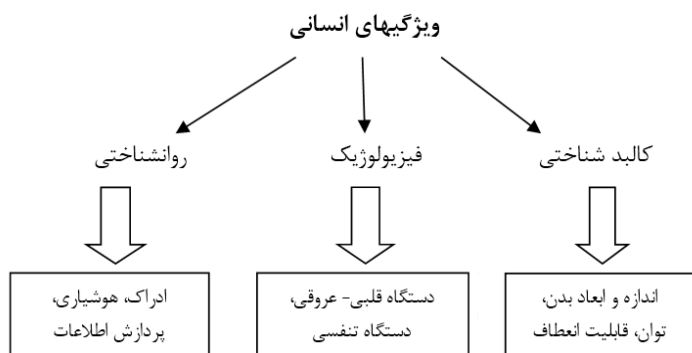 ویژگیهای انسانی
کالبد شناختی
فیزیولوژیک
روانشناختی
اندازه و ابعاد بدن،
توان، قابلیت انعطاف
دستگاه قلبی- عروقی،
دستگاه تنفسی
ادراک، هوشیاری،
پردازش اطلاعات